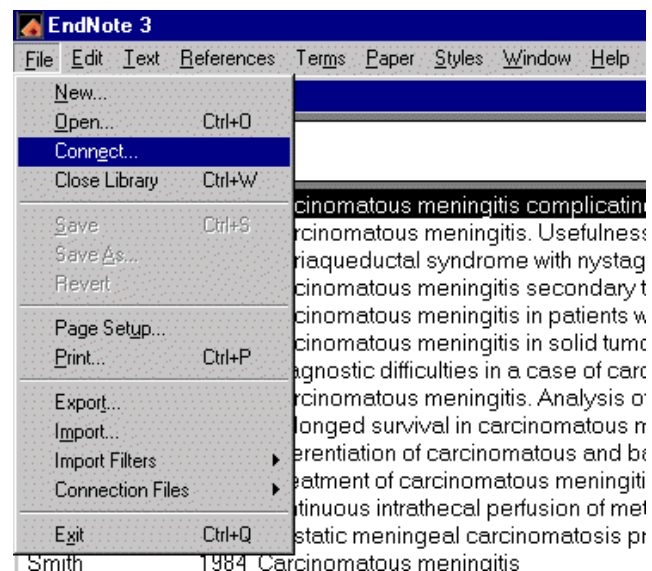 EndNote 3
File Edit Text References Terms Paper Styles Window Help
New...
Open... Ctrl+O
Connect...
Close Library Ctrl+W
Save Ctrl+S
Save As...
Revert
Page Setup...
Print... Ctrl+P
Export...
Import...
Import Filters
Connection Files
Exit Ctrl+Q
cinomatous meningitis complicating
rcinomatous meningitis. Usefulness
riaqueductal syndrome with nystag
cinomatous meningitis secondary t
cinomatous meningitis in patients w
cinomatous meningitis in solid tumo
agnostic difficulties in a case of carc
rcinomatous meningitis. Analysis of
longed survival in carcinomatous m
erentiation of carcinomatous and ba
eatment of carcinomatous meningiti
tinuous intrathecal perfusion of met
static meningeal carcinomatosis pr
Smith 1984 Carcinomatous meningitis